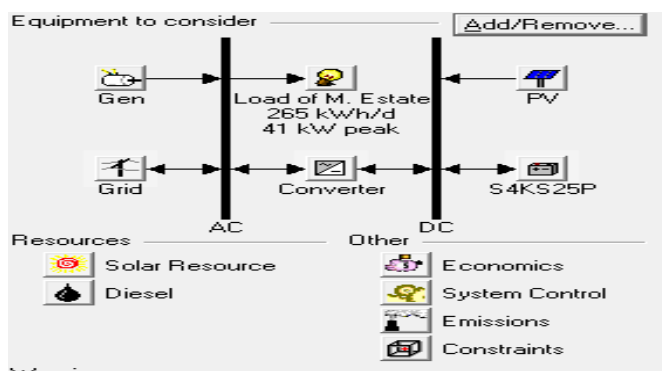 Equipment to consider Add/Remove...
Gen Load of M. Estate PV
265 kWh/d
41 kW peak
Grid Converter S4KS25P
AC DC
Resources Other
Solar Resource Economics
Diesel System Control
Emissions
Constraints